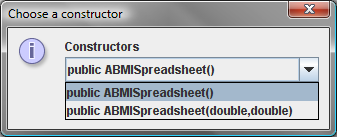 Choose a constructor
Constructors
public ABMISpreadsheet()
public ABMISpreadsheet()
public ABMISpreadsheet(double,double)